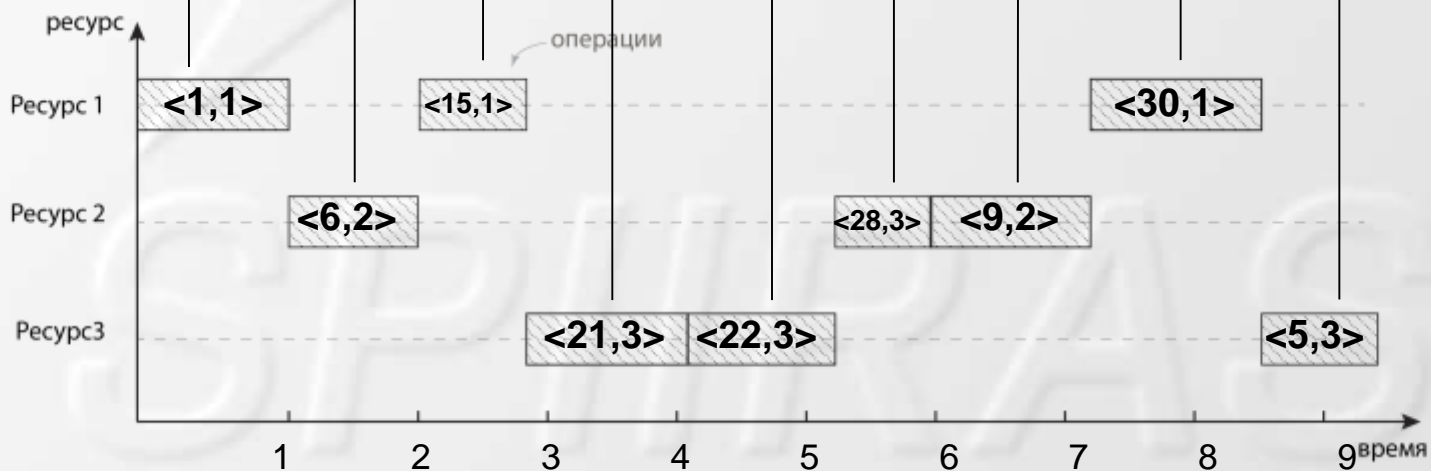 ресурс
операции
Ресурс 1
<1,1>
<15,1>
<30,1>
Ресурс 2
<6,2>
<28,3>
<9,2>
Ресурс3
<21,3>
<22,3>
<5,3>
1 2 3 4 5 6 7 8 9 время
SPIIRAS